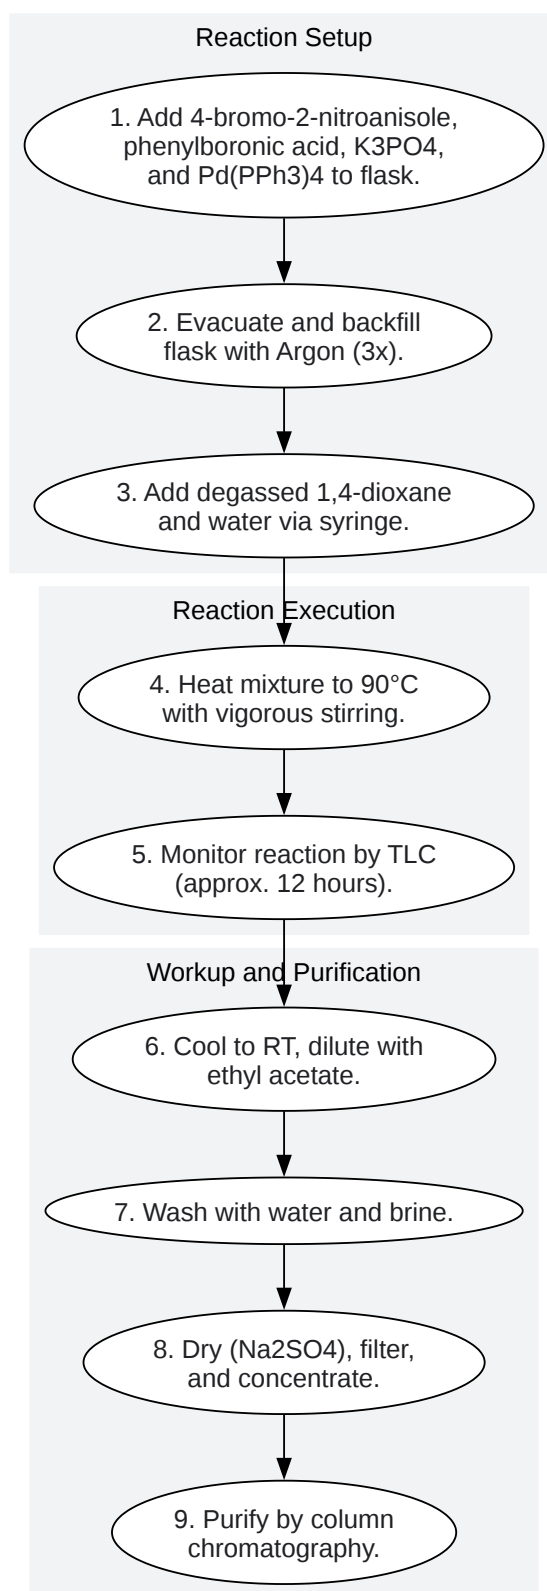 Reaction Setup
1. Add 4-bromo-2-nitroanisole,
phenylboronic acid, K3PO4,
and Pd(PPh3)4 to flask.
2. Evacuate and backfill
flask with Argon (3x).
3. Add degassed 1,4-dioxane
and water via syringe.
Reaction Execution
4. Heat mixture to 90°C
with vigorous stirring.
5. Monitor reaction by TLC
(approx. 12 hours).
Workup and Purification
6. Cool to RT, dilute with
ethyl acetate.
7. Wash with water and brine.
8. Dry (Na2SO4), filter,
and concentrate.
9. Purify by column
chromatography.